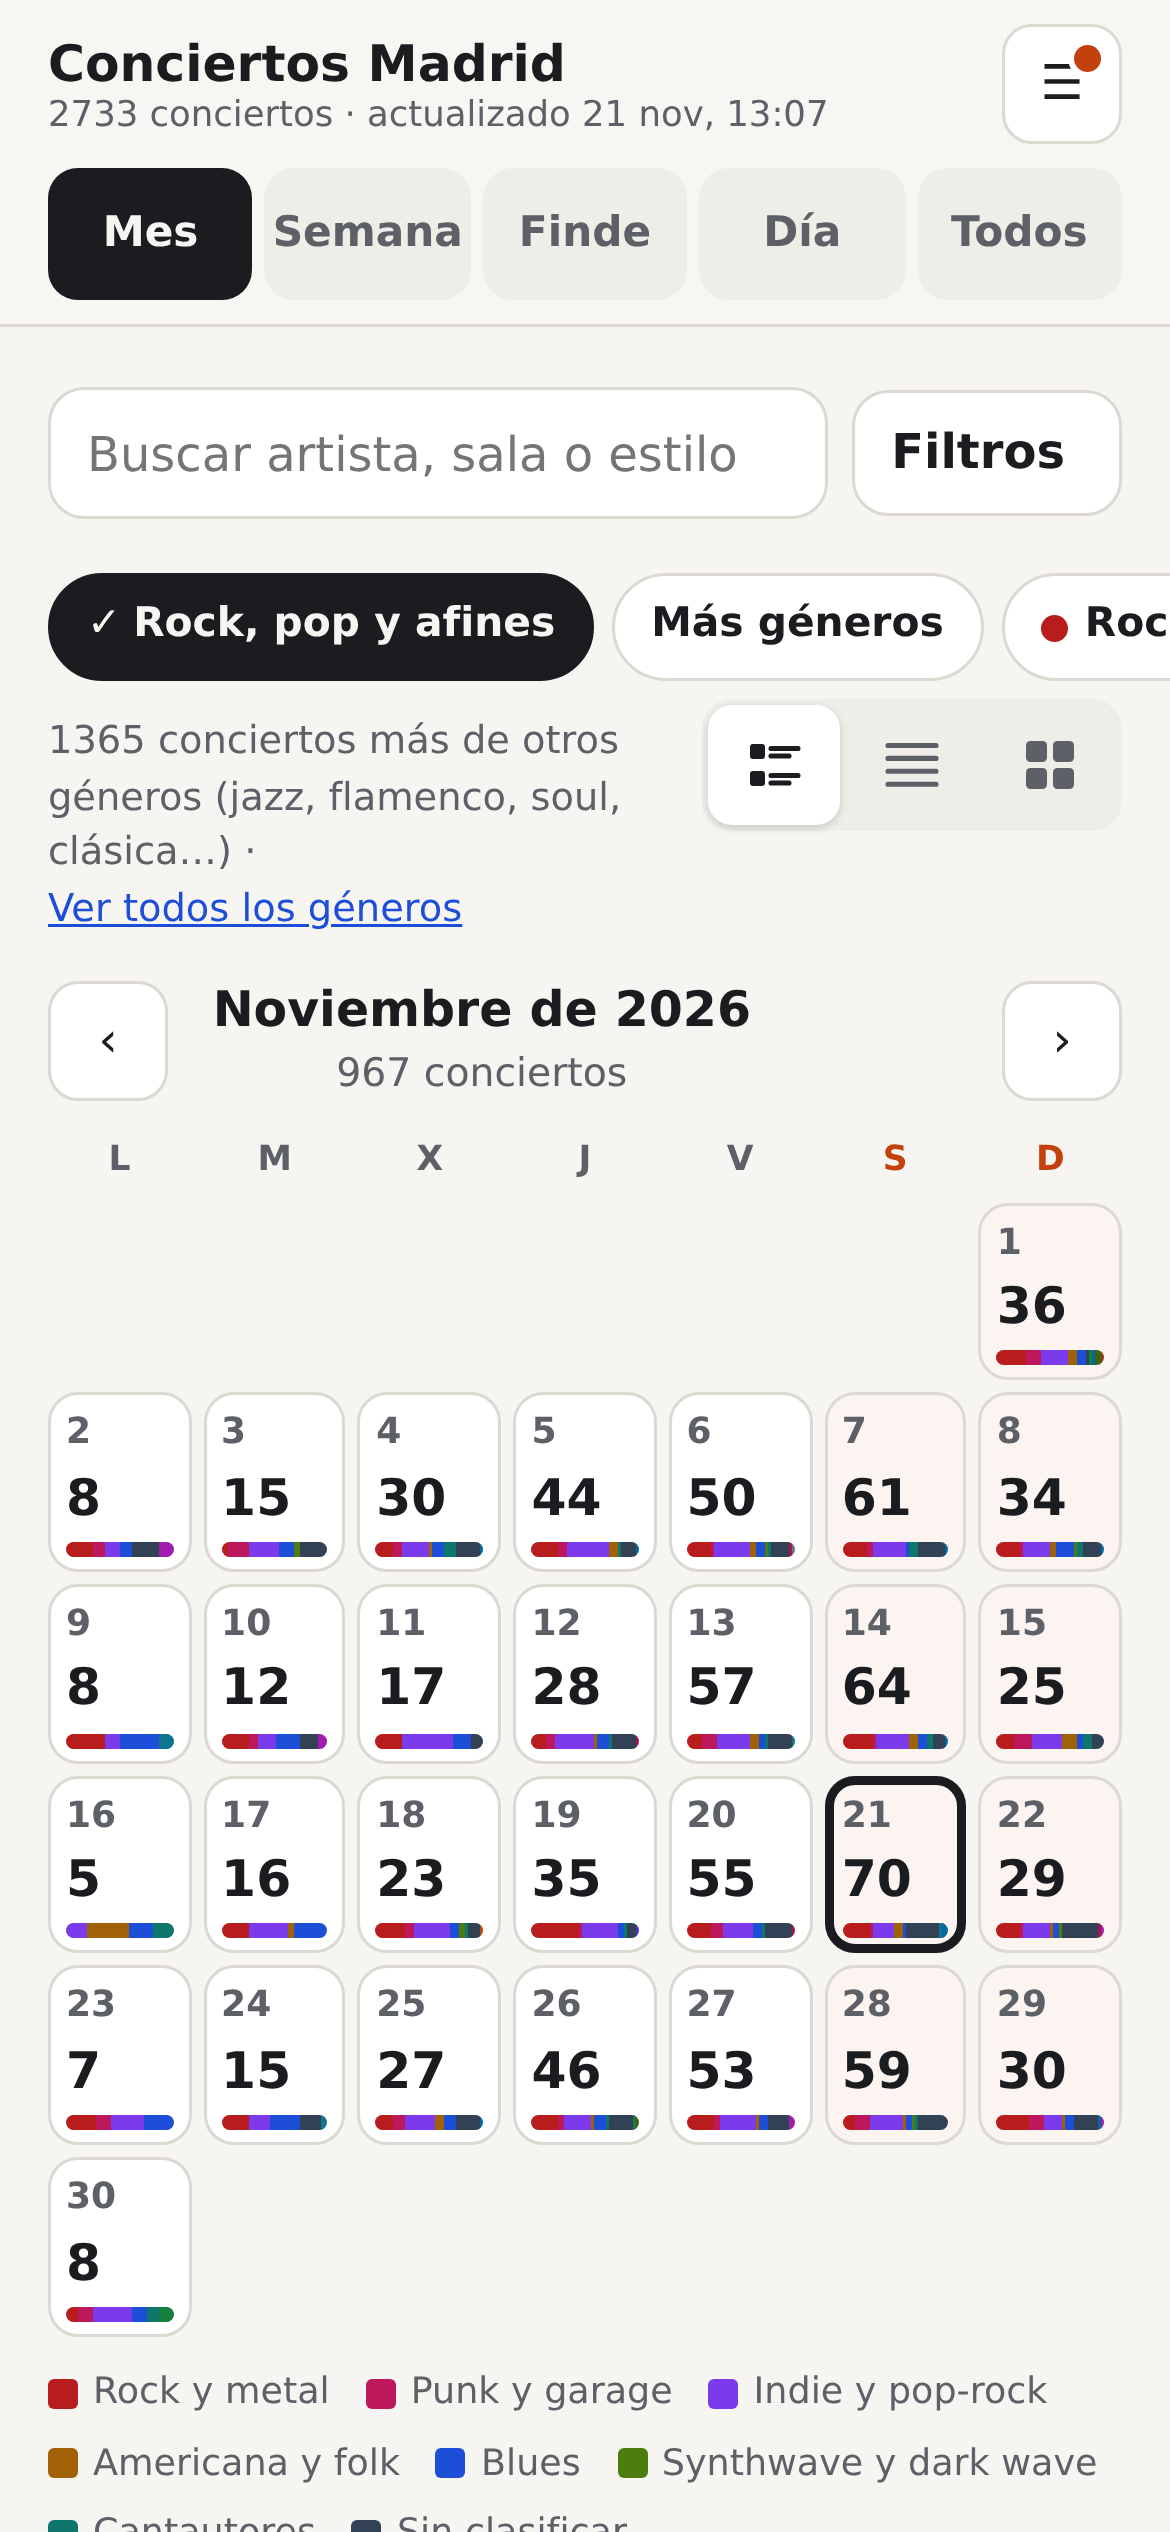 Conciertos Madrid
2733 conciertos · actualizado 21 nov, 13:07
Mes Semana Finde Día Todos
Buscar artista, sala o estilo Filtros
✓ Rock, pop y afines Más géneros Roc
1365 conciertos más de otros
géneros (jazz, flamenco, soul,
clásica…) ·
Ver todos los géneros
‹ Noviembre de 2026 ›
967 conciertos
L M X J V S D
1
36
2 3 4 5 6 7 8
8 15 30 44 50 61 34
9 10 11 12 13 14 15
8 12 17 28 57 64 25
16 17 18 19 20 21 22
5 16 23 35 55 70 29
23 24 25 26 27 28 29
7 15 27 46 53 59 30
30
8
Rock y metal Punk y garage Indie y pop-rock
Americana y folk Blues Synthwave y dark wave
Cantautores Sin clasificar